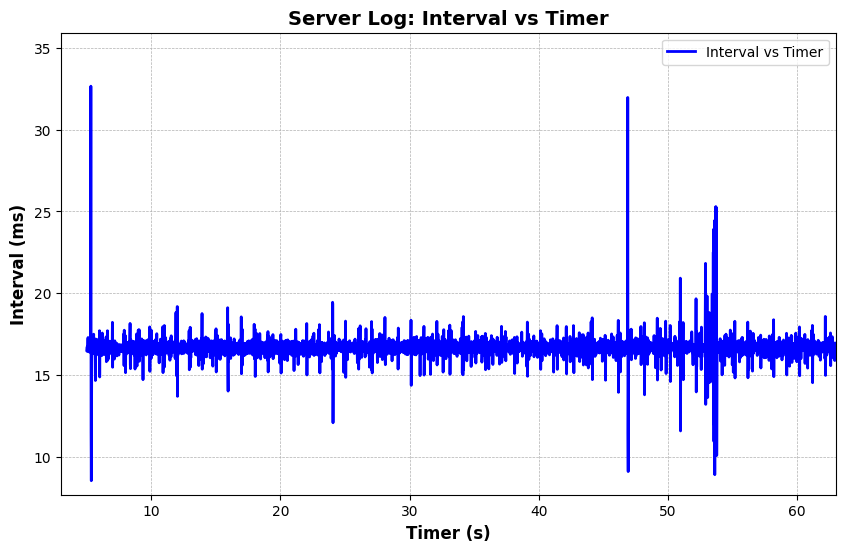 Server Log: Interval vs Timer
Interval vs Timer
35
30
25
20
15
10
Interval (ms)
10 20 30 40 50 60
Timer (s)